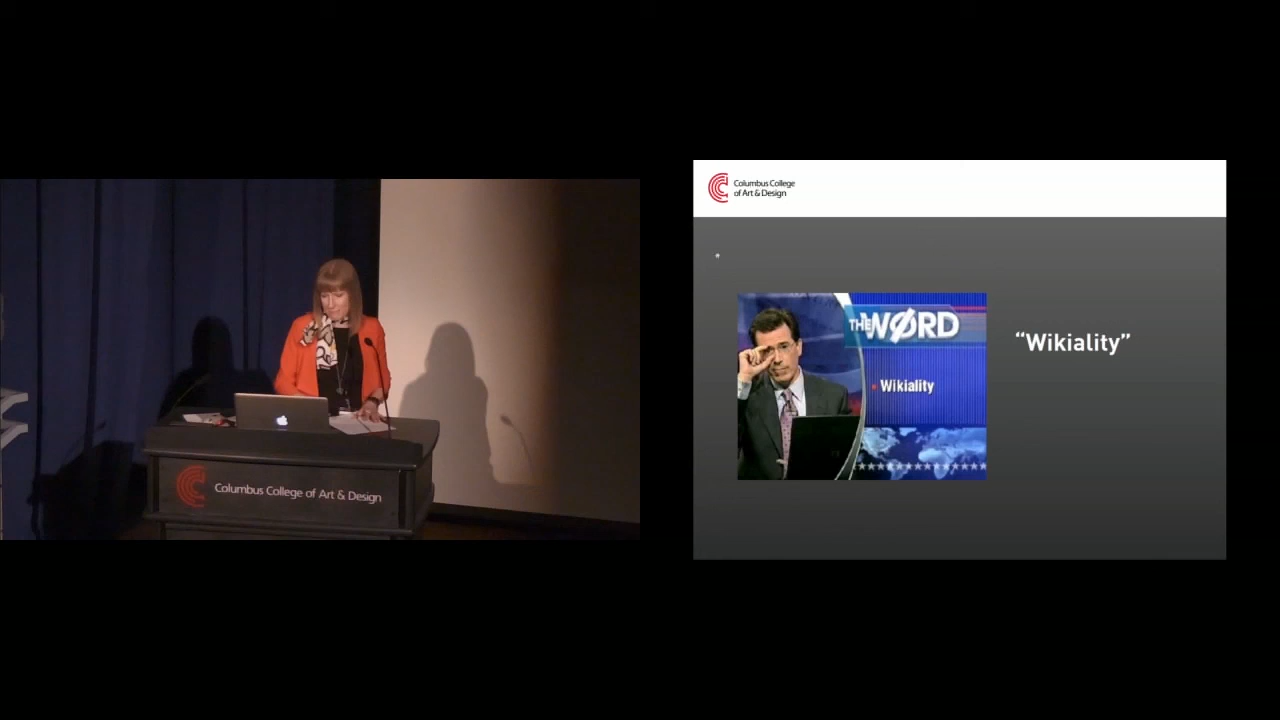 Columbus College of Art & Design
Columbus College
of Art & Design
*
THE WØRD
• Wikiality
“Wikiality”